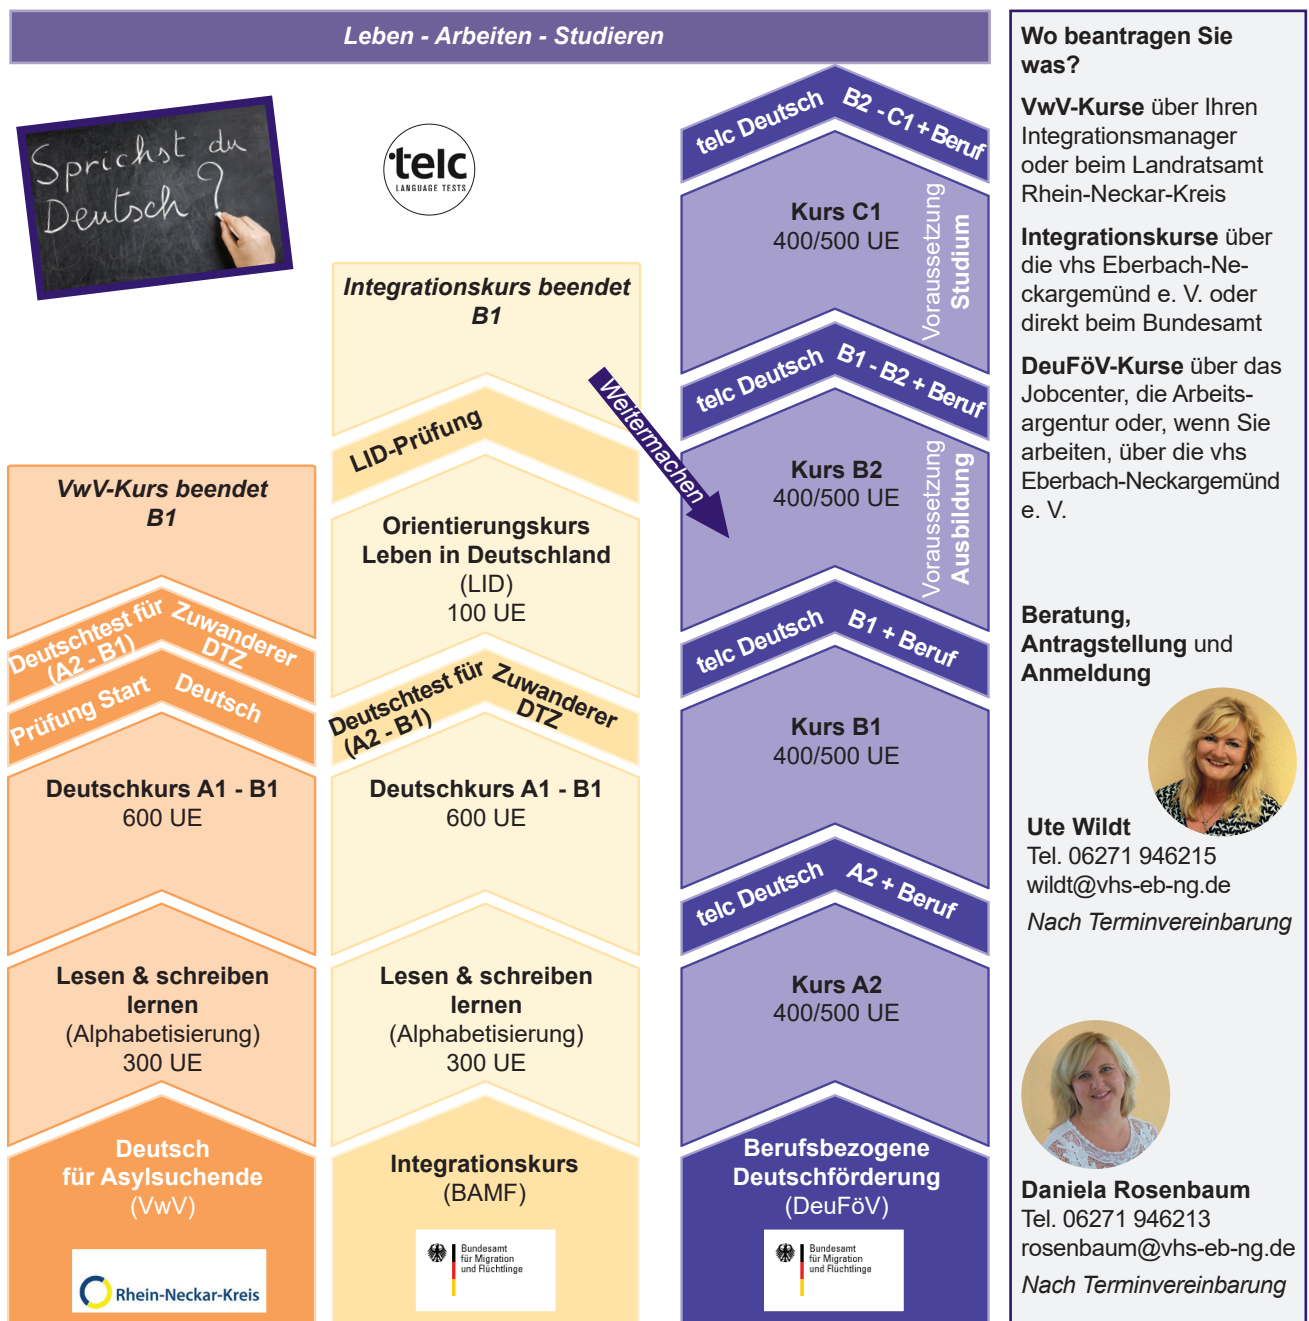 Leben - Arbeiten - Studieren
Sprichst du
Deutsch ?
telc
LANGUAGE TESTS
VwV-Kurs beendet
B1
Deutschtest für Zuwanderer
(A2 - B1) DTZ
Prüfung Start Deutsch
Deutschkurs A1 - B1
600 UE
Lesen & schreiben
lernen
(Alphabetisierung)
300 UE
Deutsch
für Asylsuchende
(VwV)
Rhein-Neckar-Kreis
Integrationskurs beendet
B1
LID-Prüfung
Orientierungskurs
Leben in Deutschland
(LID)
100 UE
Deutschtest für Zuwanderer
(A2 - B1) DTZ
Deutschkurs A1 - B1
600 UE
Lesen & schreiben
lernen
(Alphabetisierung)
300 UE
Integrationskurs
(BAMF)
Bundesamt
für Migration
und Flüchtlinge
Weitermachen
telc Deutsch B2 - C1 + Beruf
Kurs C1
400/500 UE
Voraussetzung
Studium
telc Deutsch B1 - B2 + Beruf
Kurs B2
400/500 UE
Voraussetzung
Ausbildung
telc Deutsch B1 + Beruf
Kurs B1
400/500 UE
telc Deutsch A2 + Beruf
Kurs A2
400/500 UE
Berufsbezogene
Deutschförderung
(DeuFöV)
Bundesamt
für Migration
und Flüchtlinge
Wo beantragen Sie
was?
VwV-Kurse über Ihren
Integrationsmanager
oder beim Landratsamt
Rhein-Neckar-Kreis
Integrationskurse über
die vhs Eberbach-Ne-
ckargemünd e. V. oder
direkt beim Bundesamt
DeuFöV-Kurse über das
Jobcenter, die Arbeits-
argentur oder, wenn Sie
arbeiten, über die vhs
Eberbach-Neckargemünd
e. V.
Beratung,
Antragstellung und
Anmeldung
Ute Wildt
Tel. 06271 946215
wildt@vhs-eb-ng.de
Nach Terminvereinbarung
Daniela Rosenbaum
Tel. 06271 946213
rosenbaum@vhs-eb-ng.de
Nach Terminvereinbarung